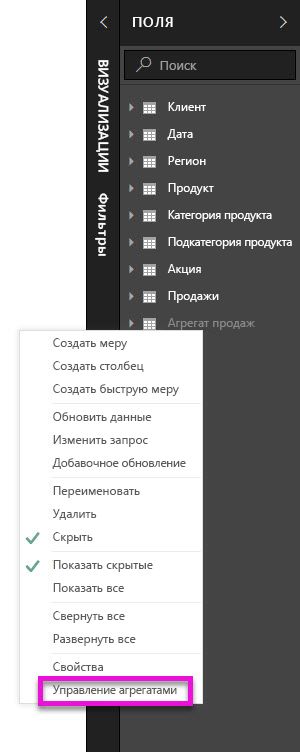 ПОЛЯ
ВИЗУАЛИЗАЦИИ
Фильтры
Поиск
Клиент
Дата
Регион
Продукт
Категория продукта
Подкатегория продукта
Акция
Продажи
Агрегат продаж
Создать меру
Создать столбец
Создать быструю меру
Обновить данные
Изменить запрос
Добавочное обновление
Переименовать
Удалить
Скрыть
Показать скрытые
Показать все
Свернуть все
Развернуть все
Свойства
Управление агрегатами